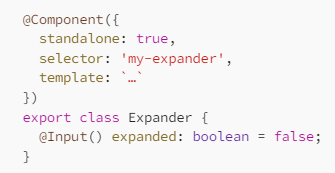 @Component({
  standalone: true,
  selector: 'my-expander',
  template: `…`
})
export class Expander {
  @Input() expanded: boolean = false;
}